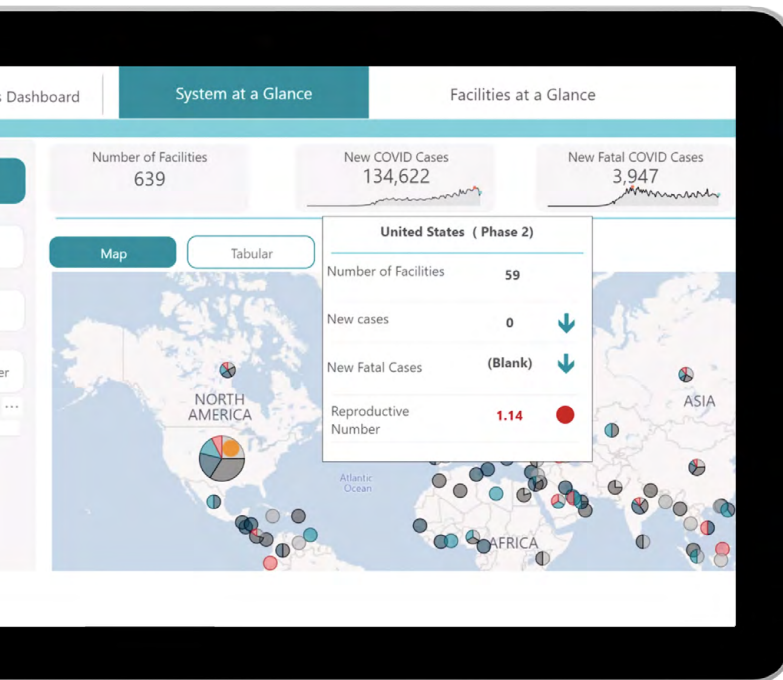 s Dashboard
System at a Glance
Facilities at a Glance
Number of Facilities
639
New COVID Cases
134,622
New Fatal COVID Cases
3,947
Map
Tabular
United States ( Phase 2)
Number of Facilities 59
New cases 0
New Fatal Cases (Blank)
Reproductive
Number 1.14
er
...
NORTH
AMERICA
ASIA
Atlantic
Ocean
AFRICA